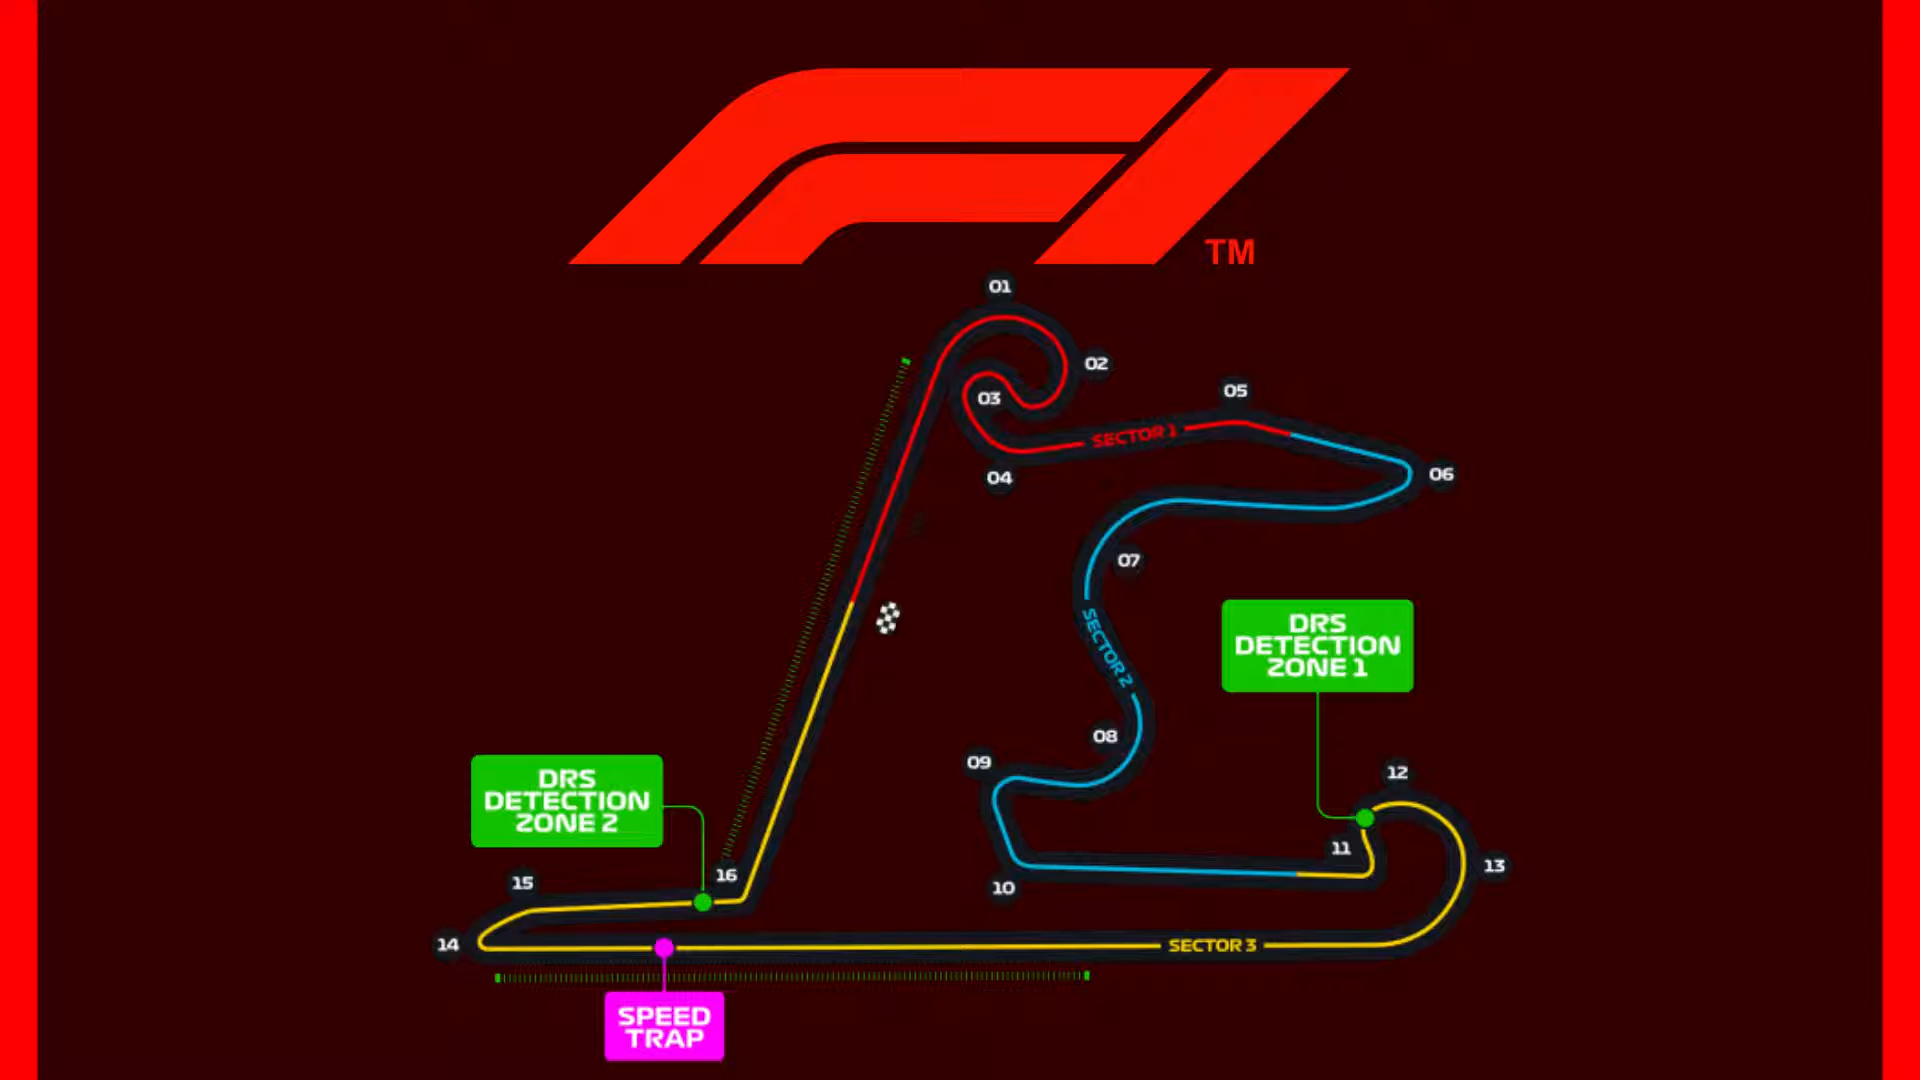 F1
TM
01
02
03
04
05
SECTOR 1
06
07
SECTOR 2
08
09
10
DRS
DETECTION
ZONE 1
11
12
13
SECTOR 3
SPEED
TRAP
14
15
DRS
DETECTION
ZONE 2
16